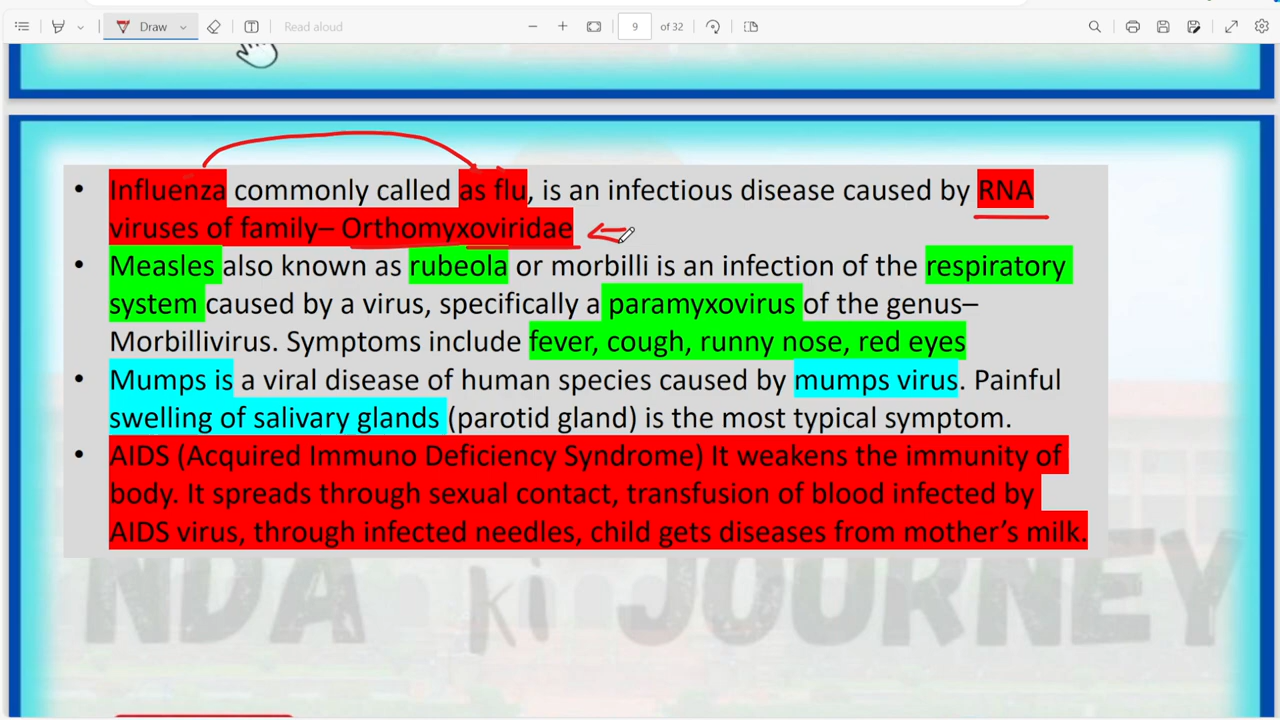 Draw
Read aloud
9
of 32
• Influenza commonly called as flu, is an infectious disease caused by RNA
viruses of family– Orthomyxoviridae
• Measles also known as rubeola or morbilli is an infection of the respiratory
system caused by a virus, specifically a paramyxovirus of the genus–
Morbillivirus. Symptoms include fever, cough, runny nose, red eyes
• Mumps is a viral disease of human species caused by mumps virus. Painful
swelling of salivary glands (parotid gland) is the most typical symptom.
• AIDS (Acquired Immuno Deficiency Syndrome) It weakens the immunity of
body. It spreads through sexual contact, transfusion of blood infected by
AIDS virus, through infected needles, child gets diseases from mother’s milk.
NDA ki JOURNEY